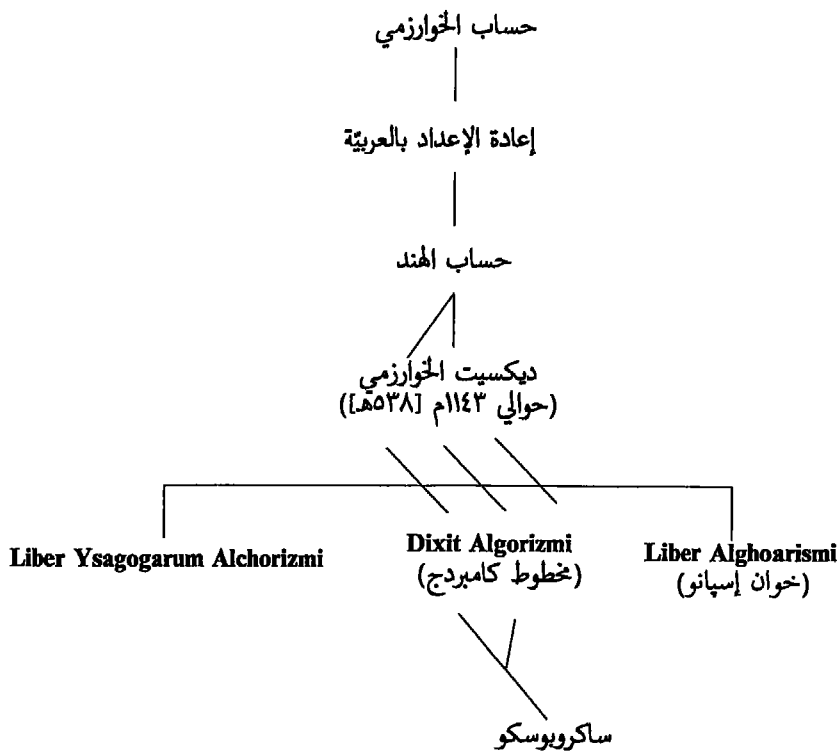 حساب الخوارزمي
إعادة الإعداد بالعربيّة
حساب الهند
ديكسيت الخوارزمي
(حوالي ١١٤٣م [٥٣٨هـ])
Liber Ysagogarum Alchorizmi
Dixit Algorizmi
(مخطوط كامبردج)
Liber Alghoarismi
(خوان إسپانو)
ساكروبوسكو